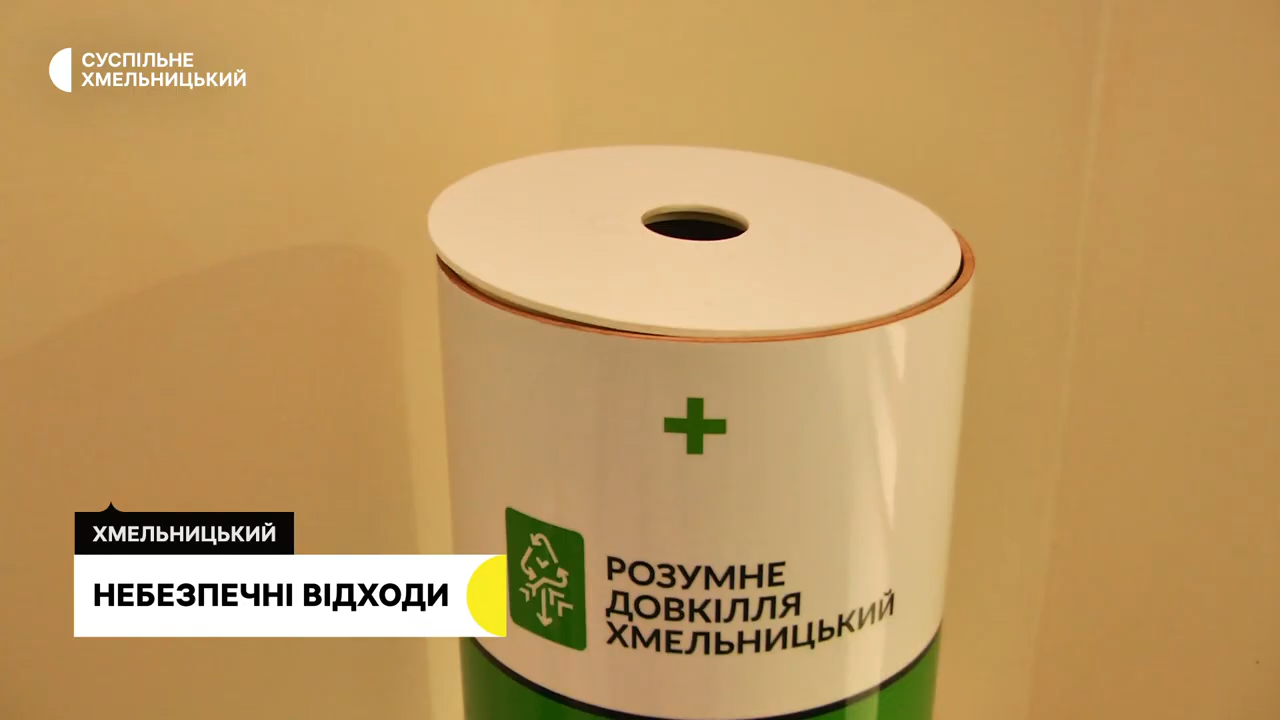 СУСПІЛЬНЕ
ХМЕЛЬНИЦЬКИЙ
РОЗУМНЕ
ДОВКІЛЛЯ
ХМЕЛЬНИЦЬКИЙ
ХМЕЛЬНИЦЬКИЙ
НЕБЕЗПЕЧНІ ВІДХОДИ